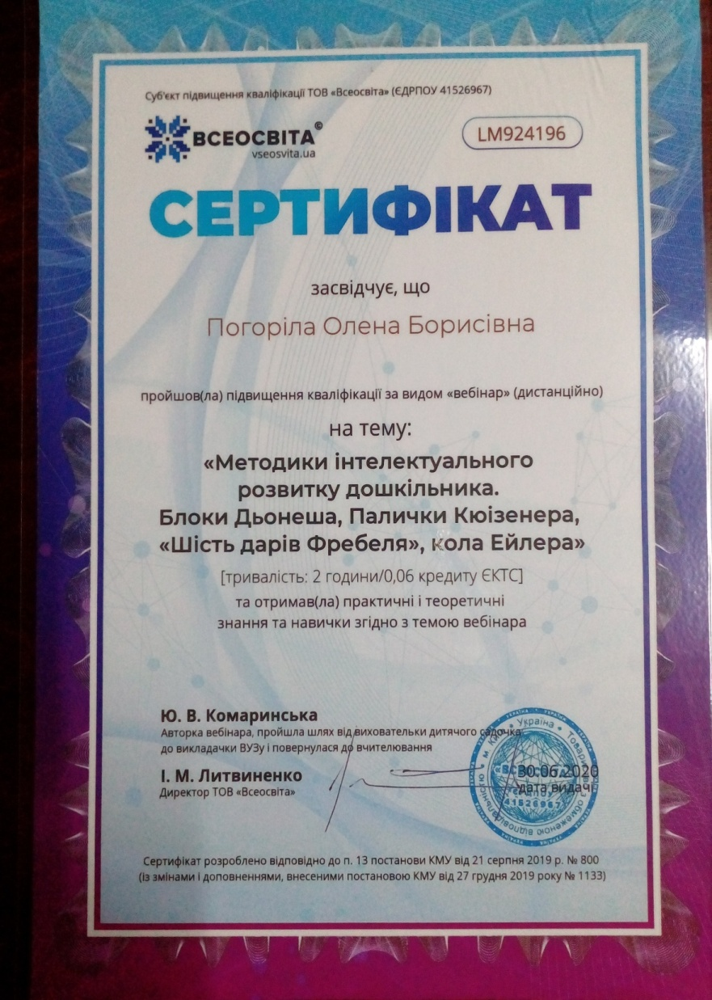 Суб'єкт підвищення кваліфікації ТОВ «Всеосвіта» (ЄДРПОУ 41526967)
ВСЕОСВІТА©
vseosvita.ua
LM924196
СЕРТИФІКАТ
засвідчує, що
Погоріла Олена Борисівна
пройшов(ла) підвищення кваліфікації за видом «вебінар» (дистанційно)
на тему:
«Методики інтелектуального
розвитку дошкільника.
Блоки Дьонеша, Палички Кюізенера,
«Шість дарів Фребеля», кола Ейлера»
[тривалість: 2 години/0,06 кредиту ЄКТС]
та отримав(ла) практичні і теоретичні
знання та навички згідно з темою вебінара
Ю. В. Комаринська
Авторка вебінара, пройшла шлях від виховательки дитячого садочка
до викладачки ВУЗу і повернулася до вчителювання
І. М. Литвиненко
Директор ТОВ «Всеосвіта»
30.06.2020
дата видачі
Україна
м. Київ
з обмеженою відповідальністю
41526967
Сертифікат розроблено відповідно до п. 13 постанови КМУ від 21 серпня 2019 р. № 800
(із змінами і доповненнями, внесеними постановою КМУ від 27 грудня 2019 року № 1133)